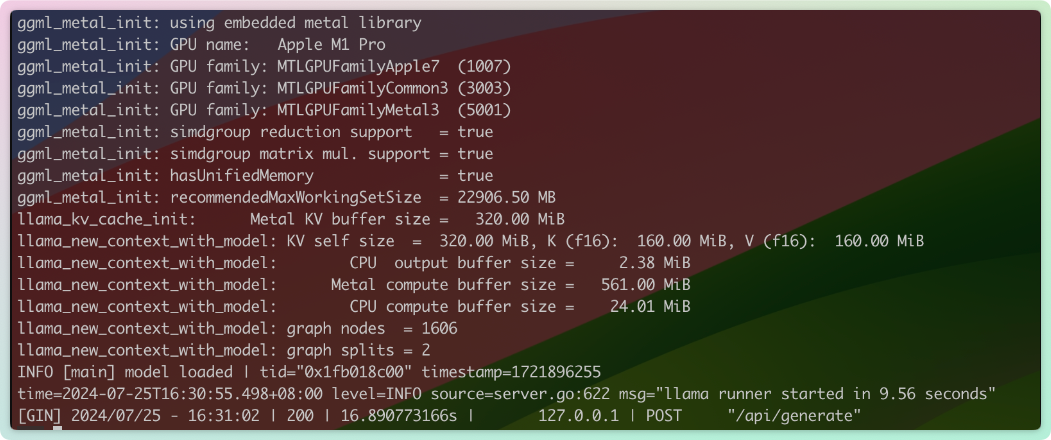 ggml_metal_init: using embedded metal library
ggml_metal_init: GPU name:   Apple M1 Pro
ggml_metal_init: GPU family: MTLGPUFamilyApple7  (1007)
ggml_metal_init: GPU family: MTLGPUFamilyCommon3 (3003)
ggml_metal_init: GPU family: MTLGPUFamilyMetal3  (5001)
ggml_metal_init: simdgroup reduction support   = true
ggml_metal_init: simdgroup matrix mul. support = true
ggml_metal_init: hasUnifiedMemory              = true
ggml_metal_init: recommendedMaxWorkingSetSize  = 22906.50 MB
llama_kv_cache_init:      Metal KV buffer size =   320.00 MiB
llama_new_context_with_model: KV self size  =  320.00 MiB, K (f16):  160.00 MiB, V (f16):  160.00 MiB
llama_new_context_with_model:        CPU  output buffer size =     2.38 MiB
llama_new_context_with_model:      Metal compute buffer size =   561.00 MiB
llama_new_context_with_model:        CPU compute buffer size =    24.01 MiB
llama_new_context_with_model: graph nodes  = 1606
llama_new_context_with_model: graph splits = 2
INFO [main] model loaded | tid="0x1fb018c00" timestamp=1721896255
time=2024-07-25T16:30:55.498+08:00 level=INFO source=server.go:622 msg="llama runner started in 9.56 seconds"
[GIN] 2024/07/25 - 16:31:02 | 200 | 16.890773166s |       127.0.0.1 | POST     "/api/generate"